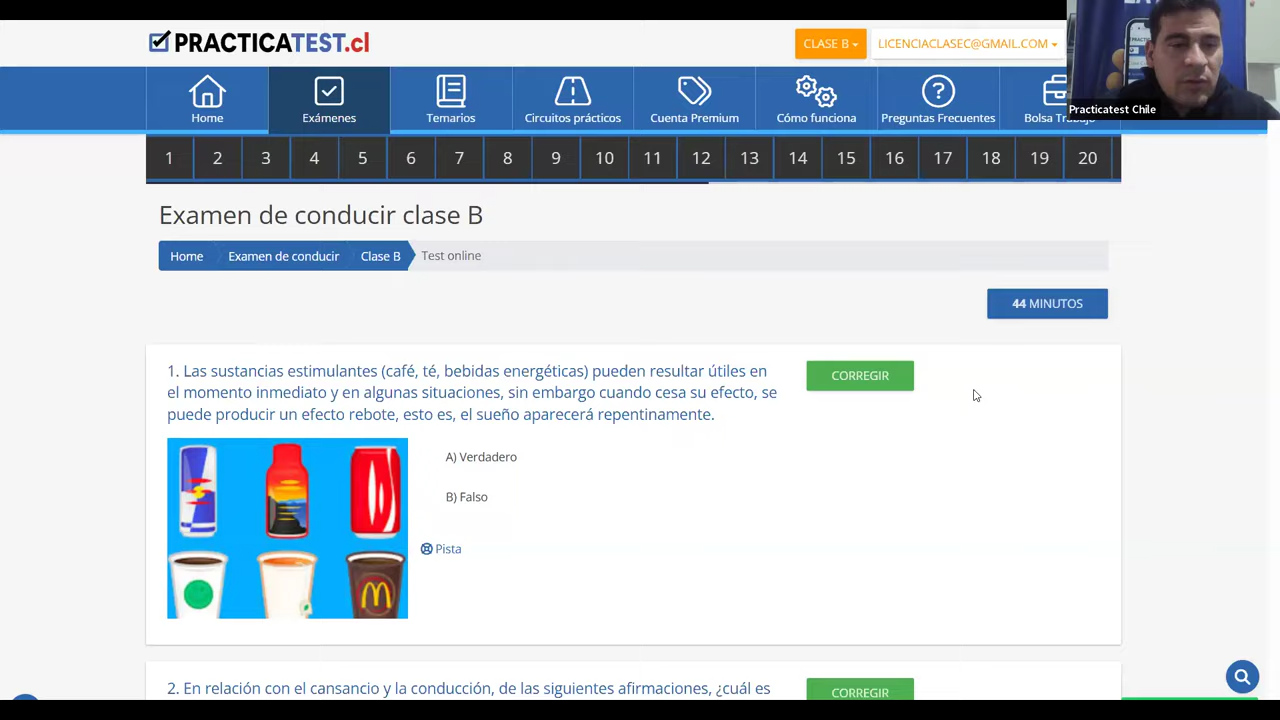 PRACTICATEST.cl
CLASE B
LICENCIACLASEC@GMAIL.COM
Practicatest Chile
Home
Exámenes
Temarios
Circuitos prácticos
Cuenta Premium
Cómo funciona
Preguntas Frecuentes
Bolsa Trabajo
1 2 3 4 5 6 7 8 9 10 11 12 13 14 15 16 17 18 19 20
Examen de conducir clase B
Home Examen de conducir Clase B Test online
44 MINUTOS
1. Las sustancias estimulantes (café, té, bebidas energéticas) pueden resultar útiles en
el momento inmediato y en algunas situaciones, sin embargo cuando cesa su efecto, se
puede producir un efecto rebote, esto es, el sueño aparecerá repentinamente.
CORREGIR
A) Verdadero
B) Falso
Pista
2. En relación con el cansancio y la conducción, de las siguientes afirmaciones, ¿cuál es
CORREGIR